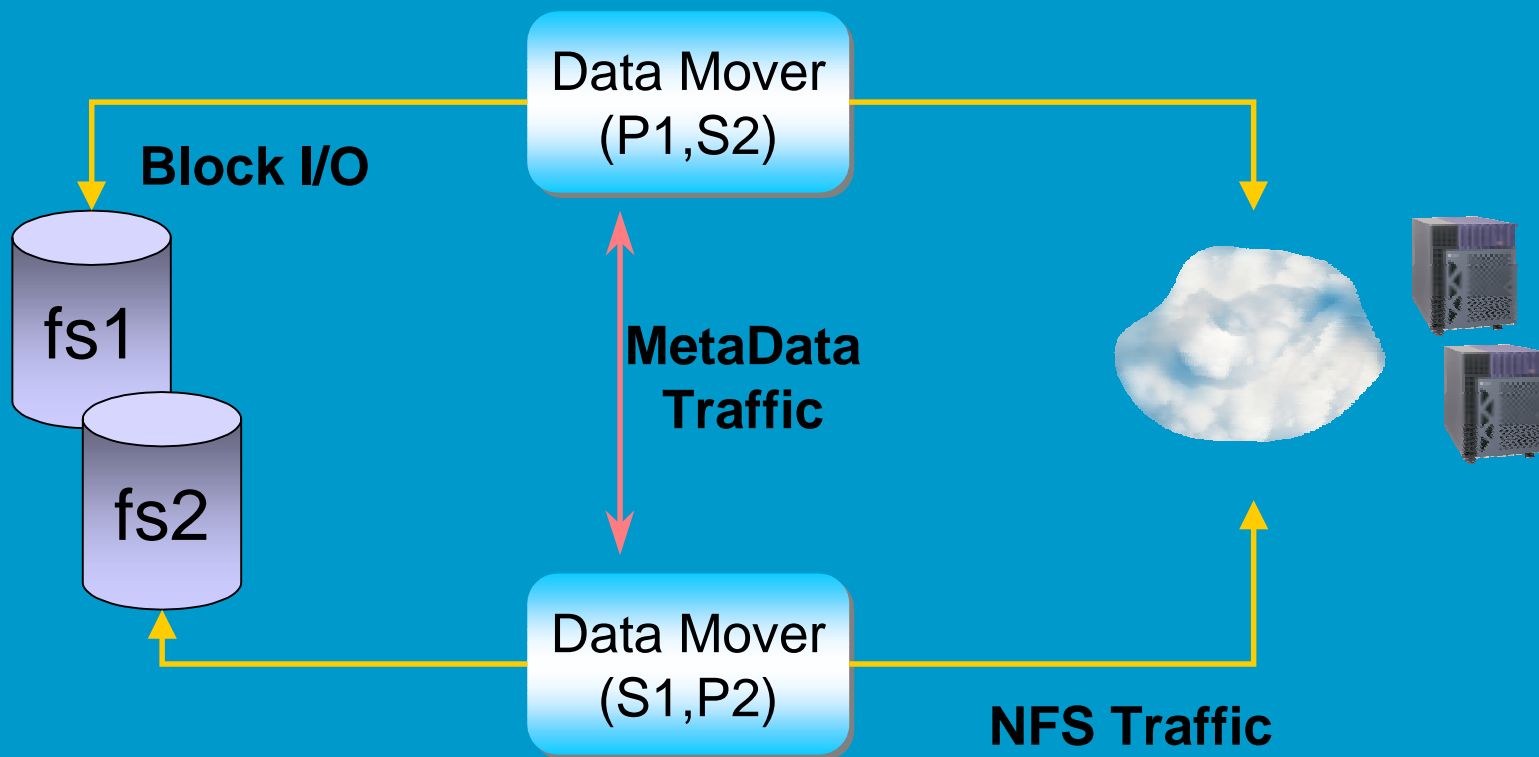 Data Mover
(P1,S2)
Block I/O
fs1
MetaData
Traffic
fs2
Data Mover
(S1,P2)
NFS Traffic